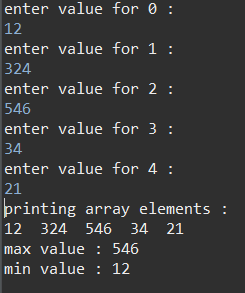 enter value for 0 :
12
enter value for 1 :
324
enter value for 2 :
546
enter value for 3 :
34
enter value for 4 :
21
printing array elements :
12  324  546  34  21
max value : 546
min value : 12